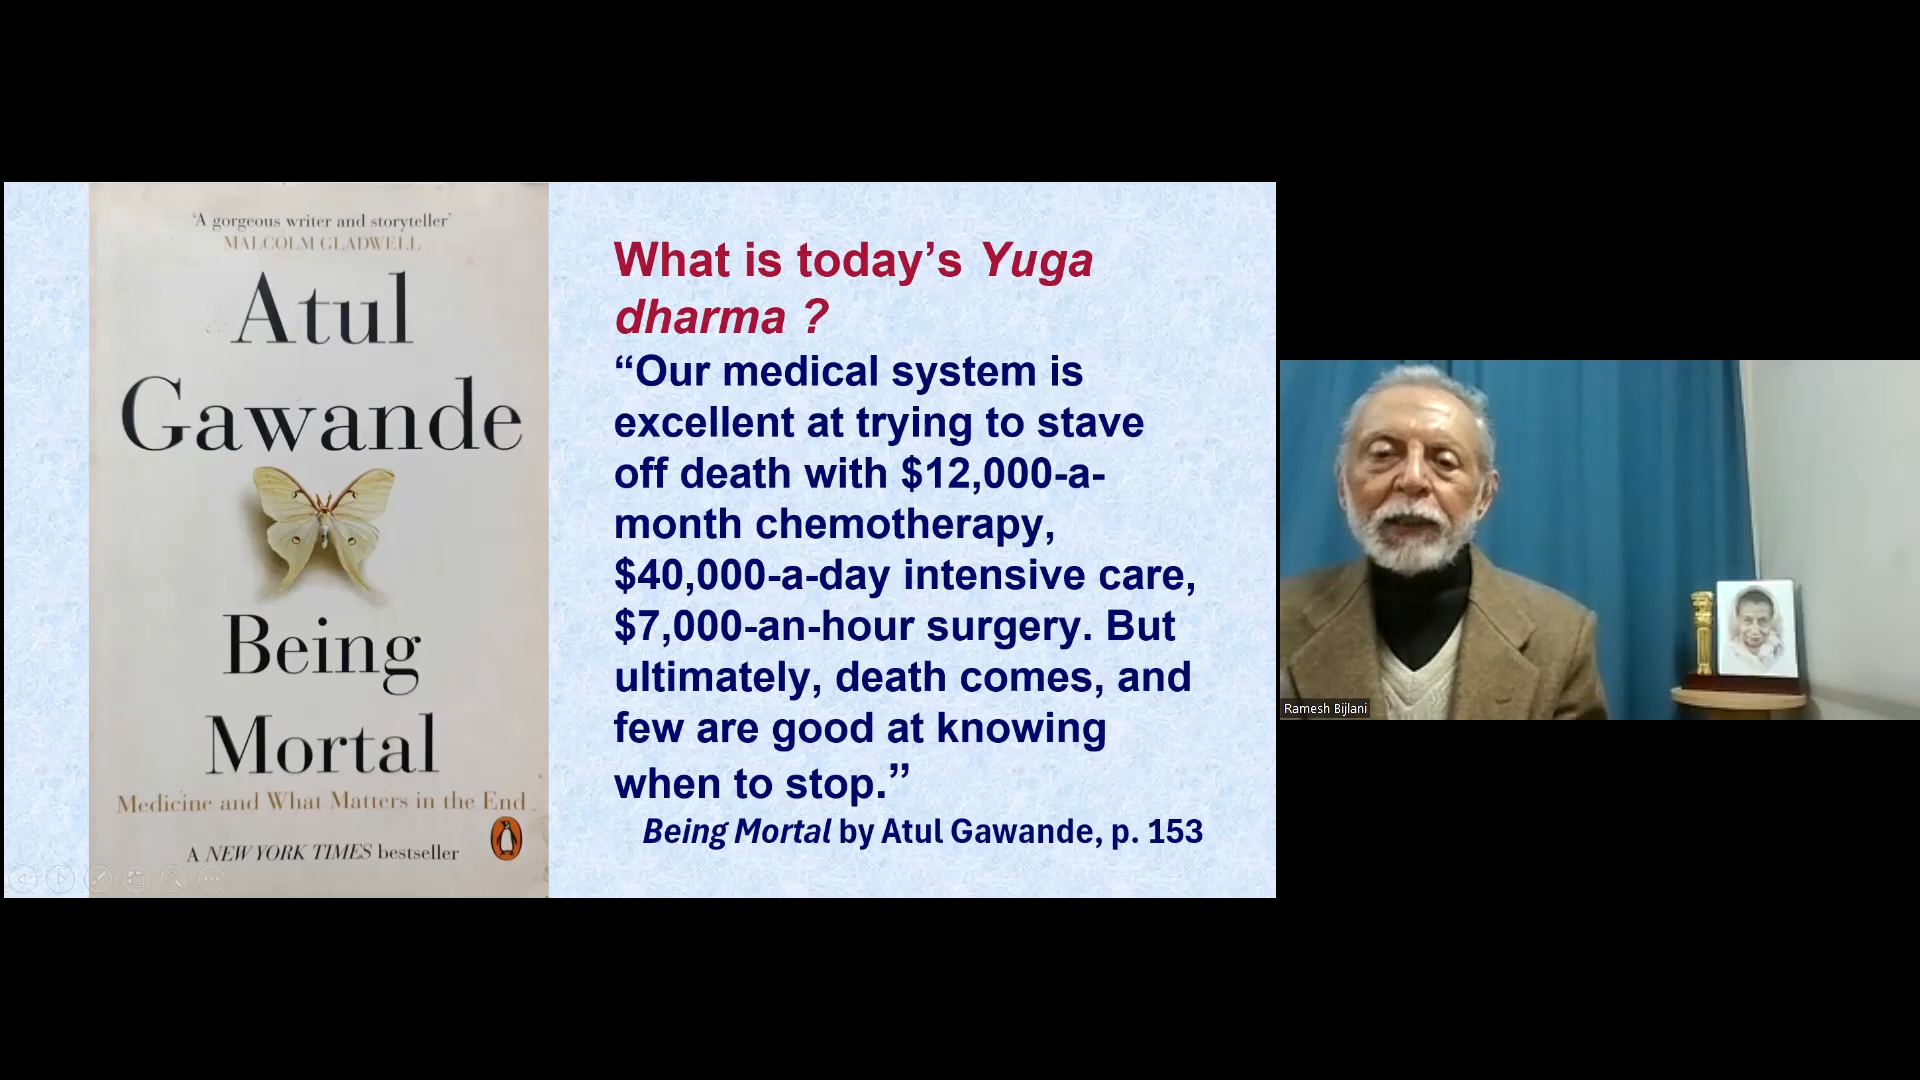 ‘A gorgeous writer and storyteller’
MALCOLM GLADWELL
Atul
Gawande
Being
Mortal
Medicine and What Matters in the End
A NEW YORK TIMES bestseller
What is today’s Yuga
dharma ?
“Our medical system is
excellent at trying to stave
off death with $12,000-a-
month chemotherapy,
$40,000-a-day intensive care,
$7,000-an-hour surgery. But
ultimately, death comes, and
few are good at knowing
when to stop.”
Being Mortal by Atul Gawande, p. 153
Ramesh Bijlani